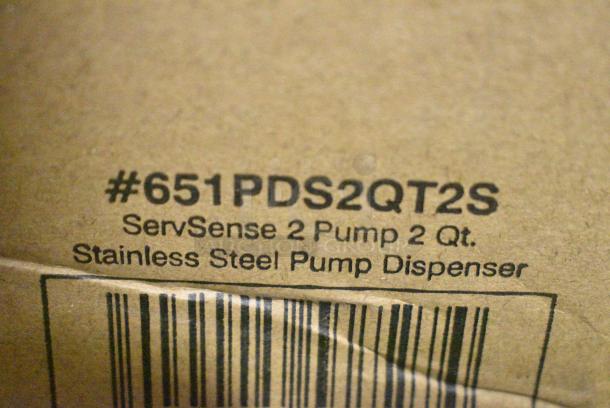 #651PDS2QT2S
ServSense 2 Pump 2 Qt.
Stainless Steel Pump Dispenser